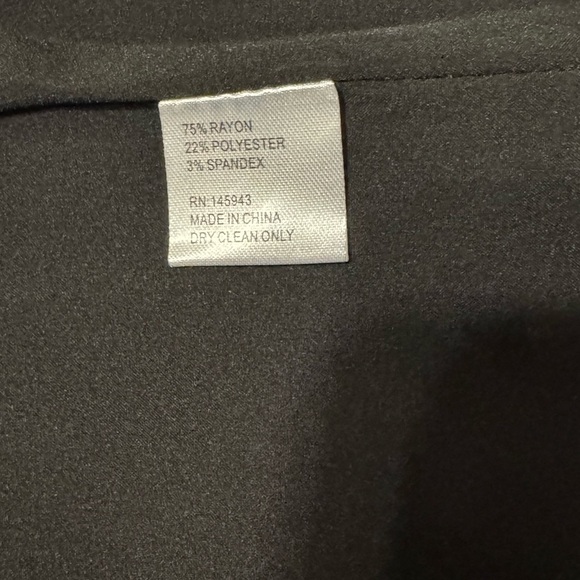 75% RAYON
22% POLYESTER
3% SPANDEX
RN:145943
MADE IN CHINA
DRY CLEAN ONLY